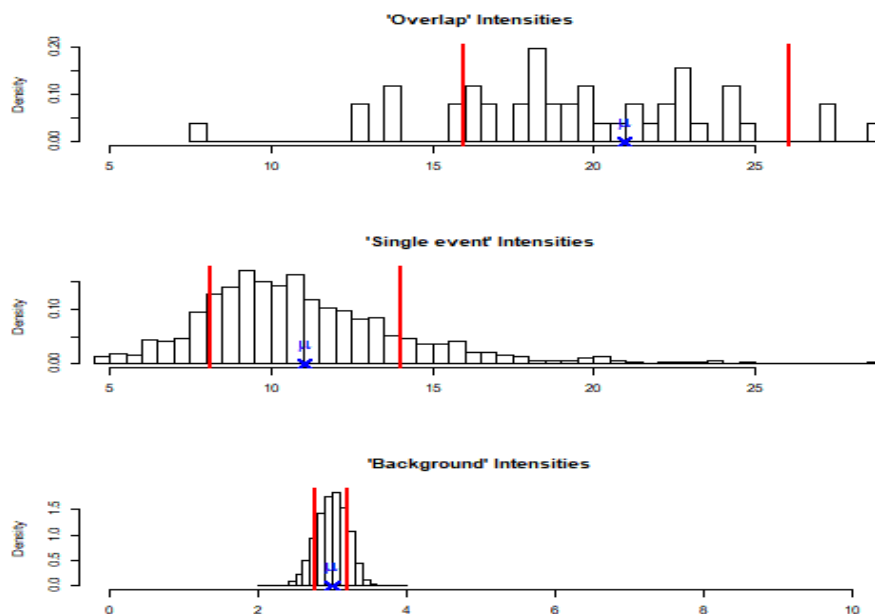 'Overlap' Intensities
Density
0.00
0.10
0.20
μ
5
10
15
20
25
'Single event' Intensities
Density
0.00
0.10
μ
5
10
15
20
25
'Background' Intensities
Density
0.0
0.5
1.0
1.5
μ
0
2
4
6
8
10